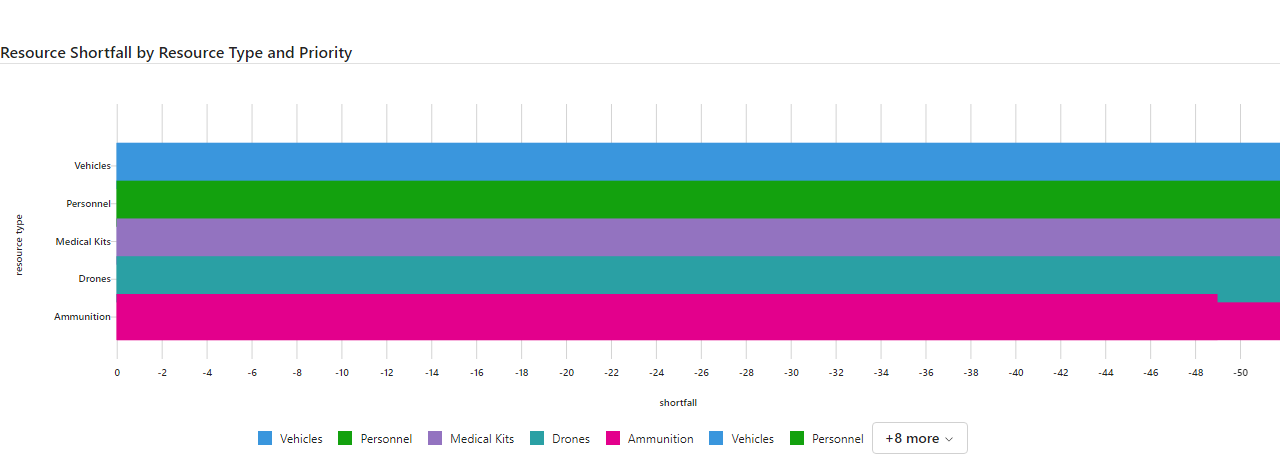 Resource Shortfall by Resource Type and Priority
resource type
Vehicles
Personnel
Medical Kits
Drones
Ammunition
0 -2 -4 -6 -8 -10 -12 -14 -16 -18 -20 -22 -24 -26 -28 -30 -32 -34 -36 -38 -40 -42 -44 -46 -48 -50
shortfall
Vehicles Personnel Medical Kits Drones Ammunition Vehicles Personnel +8 more